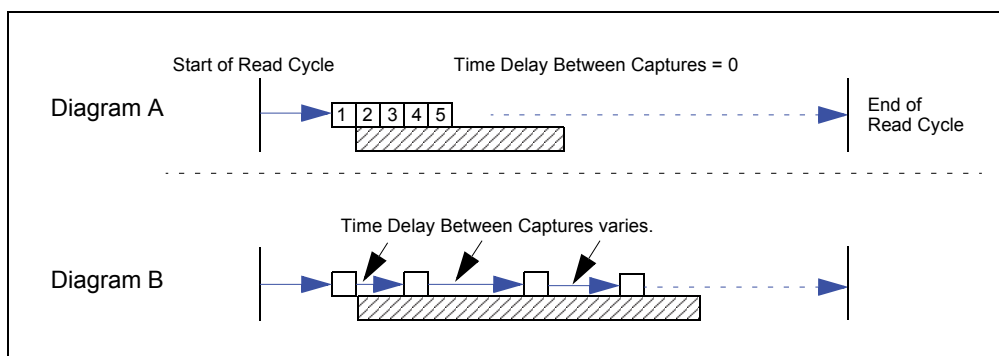 Start of Read Cycle
Time Delay Between Captures = 0
Diagram A
1 2 3 4 5
End of
Read Cycle
Time Delay Between Captures varies.
Diagram B